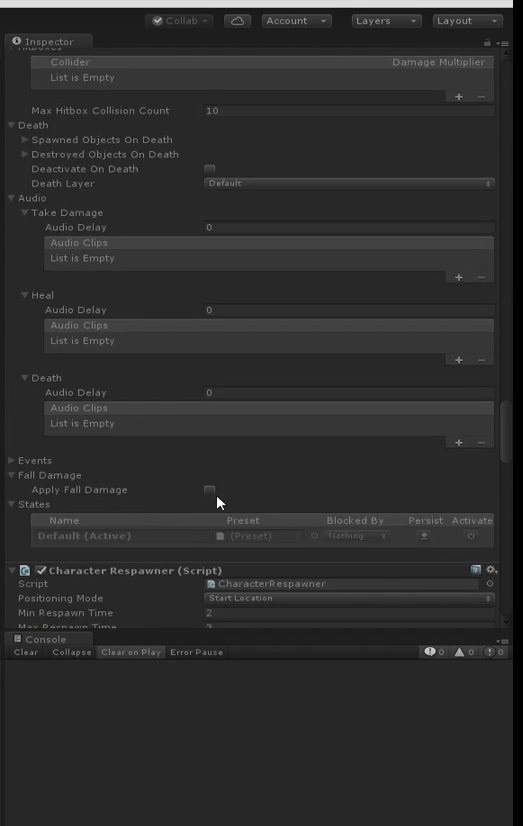 Collab
Account
Layers
Layout
Inspector
Hitboxes
Collider Damage Multiplier
List is Empty
+ −
Max Hitbox Collision Count 10
Death
Spawned Objects On Death
Destroyed Objects On Death
Deactivate On Death
Death Layer Default
Audio
Take Damage
Audio Delay 0
Audio Clips
List is Empty
+ −
Heal
Audio Delay 0
Audio Clips
List is Empty
+ −
Death
Audio Delay 0
Audio Clips
List is Empty
+ −
Events
Fall Damage
Apply Fall Damage
States
Name Preset Blocked By Persist Activate
Default (Active) (Preset) Nothing
Character Respawner (Script)
Script CharacterRespawner
Positioning Mode Start Location
Min Respawn Time 2
Max Respawn Time
Console
Clear Collapse Clear on Play Error Pause 0 0 0